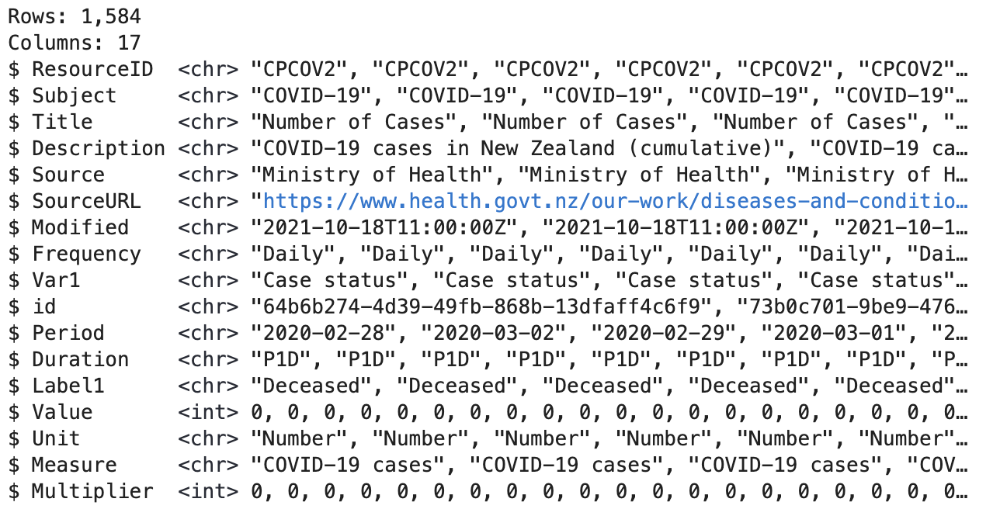 Rows: 1,584
Columns: 17
$ ResourceID  <chr> "CPCOV2", "CPCOV2", "CPCOV2", "CPCOV2", "CPCOV2", "CPCOV2"…
$ Subject     <chr> "COVID-19", "COVID-19", "COVID-19", "COVID-19", "COVID-19"…
$ Title       <chr> "Number of Cases", "Number of Cases", "Number of Cases", "…
$ Description <chr> "COVID-19 cases in New Zealand (cumulative)", "COVID-19 ca…
$ Source      <chr> "Ministry of Health", "Ministry of Health", "Ministry of H…
$ SourceURL   <chr> "https://www.health.govt.nz/our-work/diseases-and-conditio…
$ Modified    <chr> "2021-10-18T11:00:00Z", "2021-10-18T11:00:00Z", "2021-10-1…
$ Frequency   <chr> "Daily", "Daily", "Daily", "Daily", "Daily", "Daily", "Dai…
$ Var1        <chr> "Case status", "Case status", "Case status", "Case status"…
$ id          <chr> "64b6b274-4d39-49fb-868b-13dfaff4c6f9", "73b0c701-9be9-476…
$ Period      <chr> "2020-02-28", "2020-03-02", "2020-02-29", "2020-03-01", "2…
$ Duration    <chr> "P1D", "P1D", "P1D", "P1D", "P1D", "P1D", "P1D", "P1D", "P…
$ Label1      <chr> "Deceased", "Deceased", "Deceased", "Deceased", "Deceased"…
$ Value       <int> 0, 0, 0, 0, 0, 0, 0, 0, 0, 0, 0, 0, 0, 0, 0, 0, 0, 0, 0, 0…
$ Unit        <chr> "Number", "Number", "Number", "Number", "Number", "Number"…
$ Measure     <chr> "COVID-19 cases", "COVID-19 cases", "COVID-19 cases", "COV…
$ Multiplier  <int> 0, 0, 0, 0, 0, 0, 0, 0, 0, 0, 0, 0, 0, 0, 0, 0, 0, 0, 0, 0…